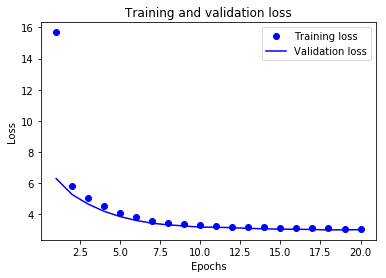 Training and validation loss
Training loss
Validation loss
16
14
12
10
8
6
4
Loss
2.5 5.0 7.5 10.0 12.5 15.0 17.5 20.0
Epochs